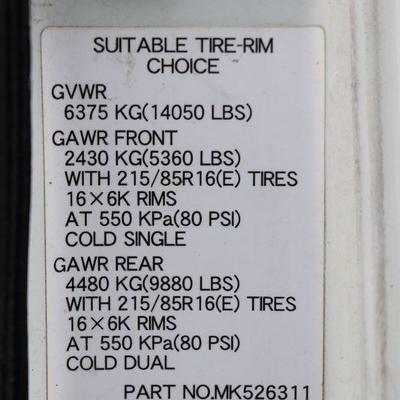 SUITABLE TIRE-RIM
CHOICE
GVWR
6375 KG(14050 LBS)
GAWR FRONT
2430 KG(5360 LBS)
WITH 215/85R16(E) TIRES
16×6K RIMS
AT 550 KPa(80 PSI)
COLD SINGLE
GAWR REAR
4480 KG(9880 LBS)
WITH 215/85R16(E) TIRES
16×6K RIMS
AT 550 KPa(80 PSI)
COLD DUAL
PART NO.MK526311